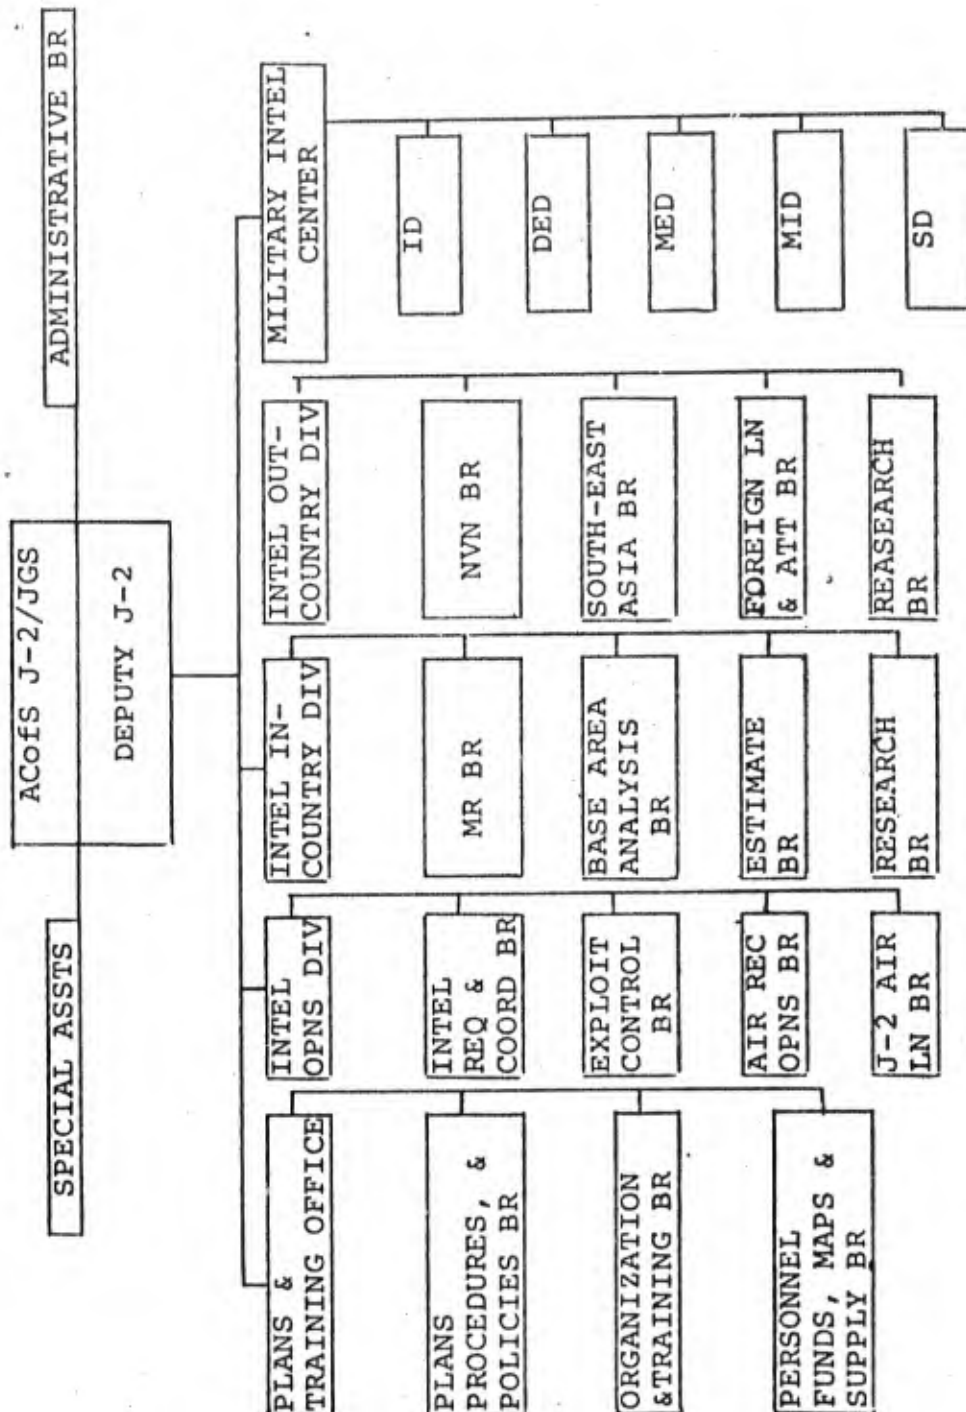 ACofS J-2/JGS
DEPUTY J-2
SPECIAL ASSTS
ADMINISTRATIVE BR
PLANS &
TRAINING OFFICE
PLANS
PROCEDURES, &
POLICIES BR
ORGANIZATION
&TRAINING BR
PERSONNEL
FUNDS, MAPS &
SUPPLY BR
INTEL
OPNS DIV
INTEL
REQ &
COORD BR
EXPLOIT
CONTROL
BR
AIR REC
OPNS BR
J-2 AIR
LN BR
INTEL IN-
COUNTRY DIV
MR BR
BASE AREA
ANALYSIS
BR
ESTIMATE
BR
RESEARCH
BR
INTEL OUT-
COUNTRY DIV
NVN BR
SOUTH-EAST
ASIA BR
FOREIGN LN
& ATT BR
REASEARCH
BR
MILITARY INTEL
CENTER
ID
DED
MED
MID
SD